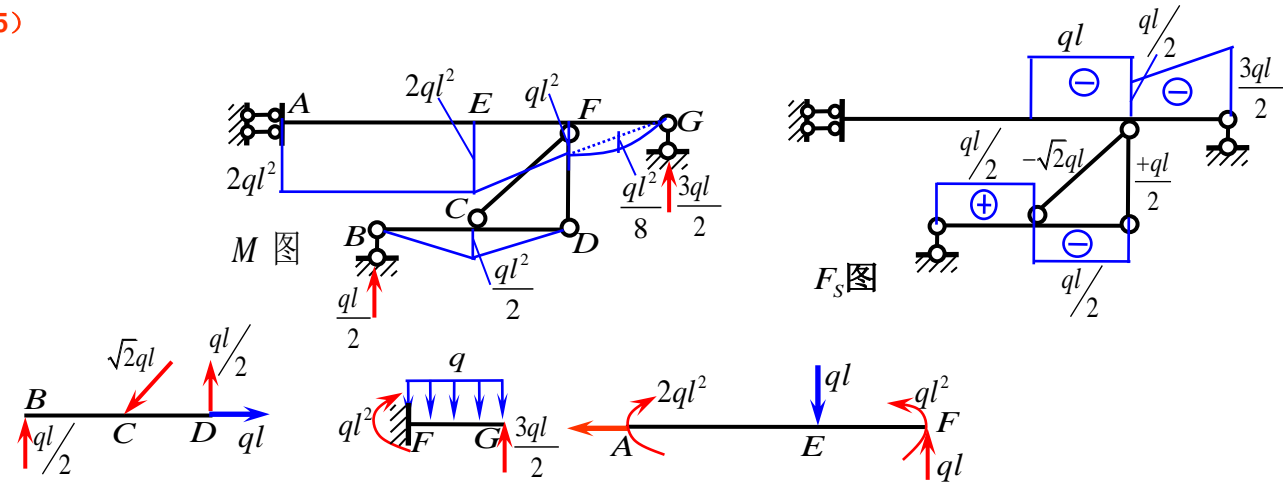 5）
A
E
F
G
2ql²
ql²
2ql²
C
B
D
ql²/8
3ql/2
M 图
ql/2
ql²/2
ql
ql/2
⊖
⊖
3ql/2
ql/2
−√2ql
+ql/2
⊕
⊖
ql/2
F_S图
√2ql
ql/2
B
C
D
ql
ql/2
q
ql²
F
G
3ql/2
2ql²
ql
ql²
A
E
F
ql